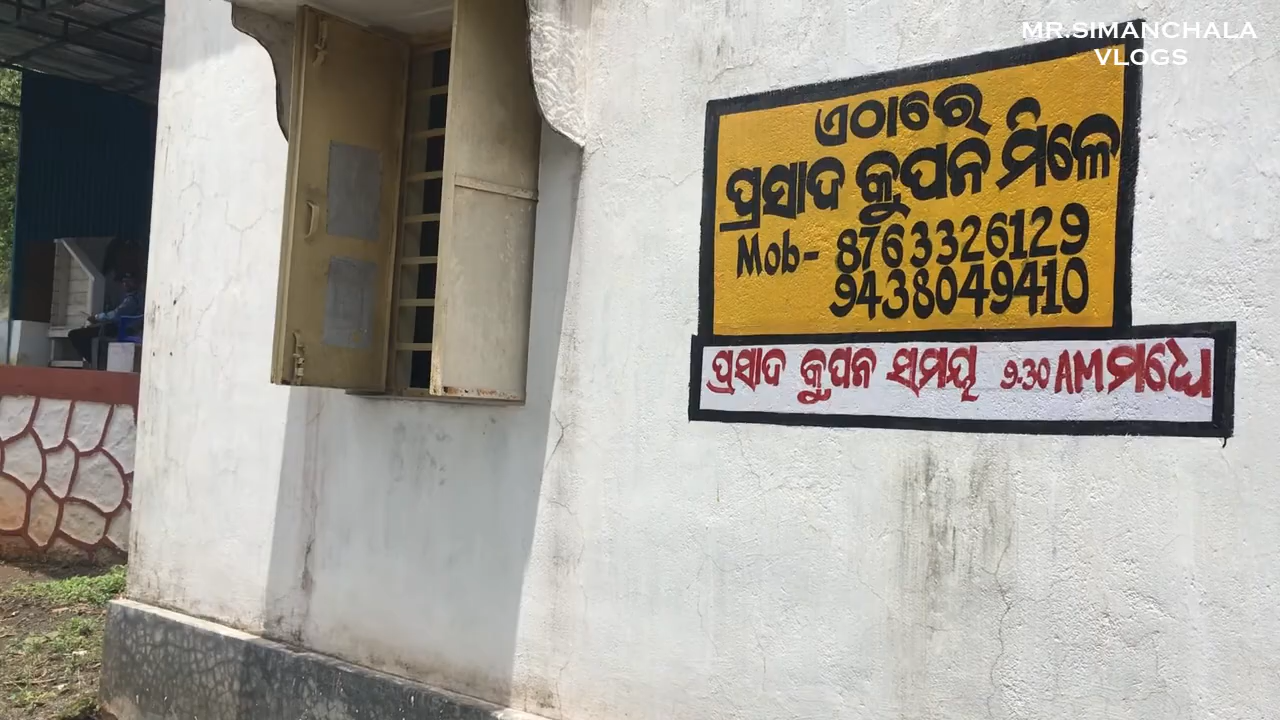 MR.SIMANCHALA
VLOGS
ଏଠାରେ
ପ୍ରସାଦ କୁପନ ମିଳେ
Mob- 8763326129
9438049410
ପ୍ରସାଦ କୁପନ ସମୟ 9.30 AM ମଧ୍ୟେ